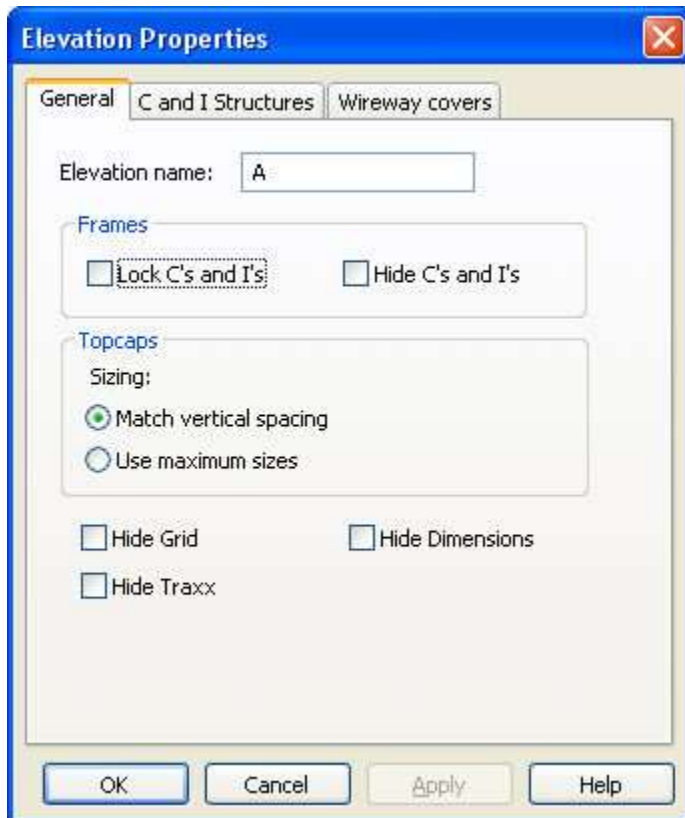 Elevation Properties
General C and I Structures Wireway covers
Elevation name: A
Frames
Lock C's and I's Hide C's and I's
Topcaps
Sizing:
Match vertical spacing
Use maximum sizes
Hide Grid Hide Dimensions
Hide Traxx
OK Cancel Apply Help